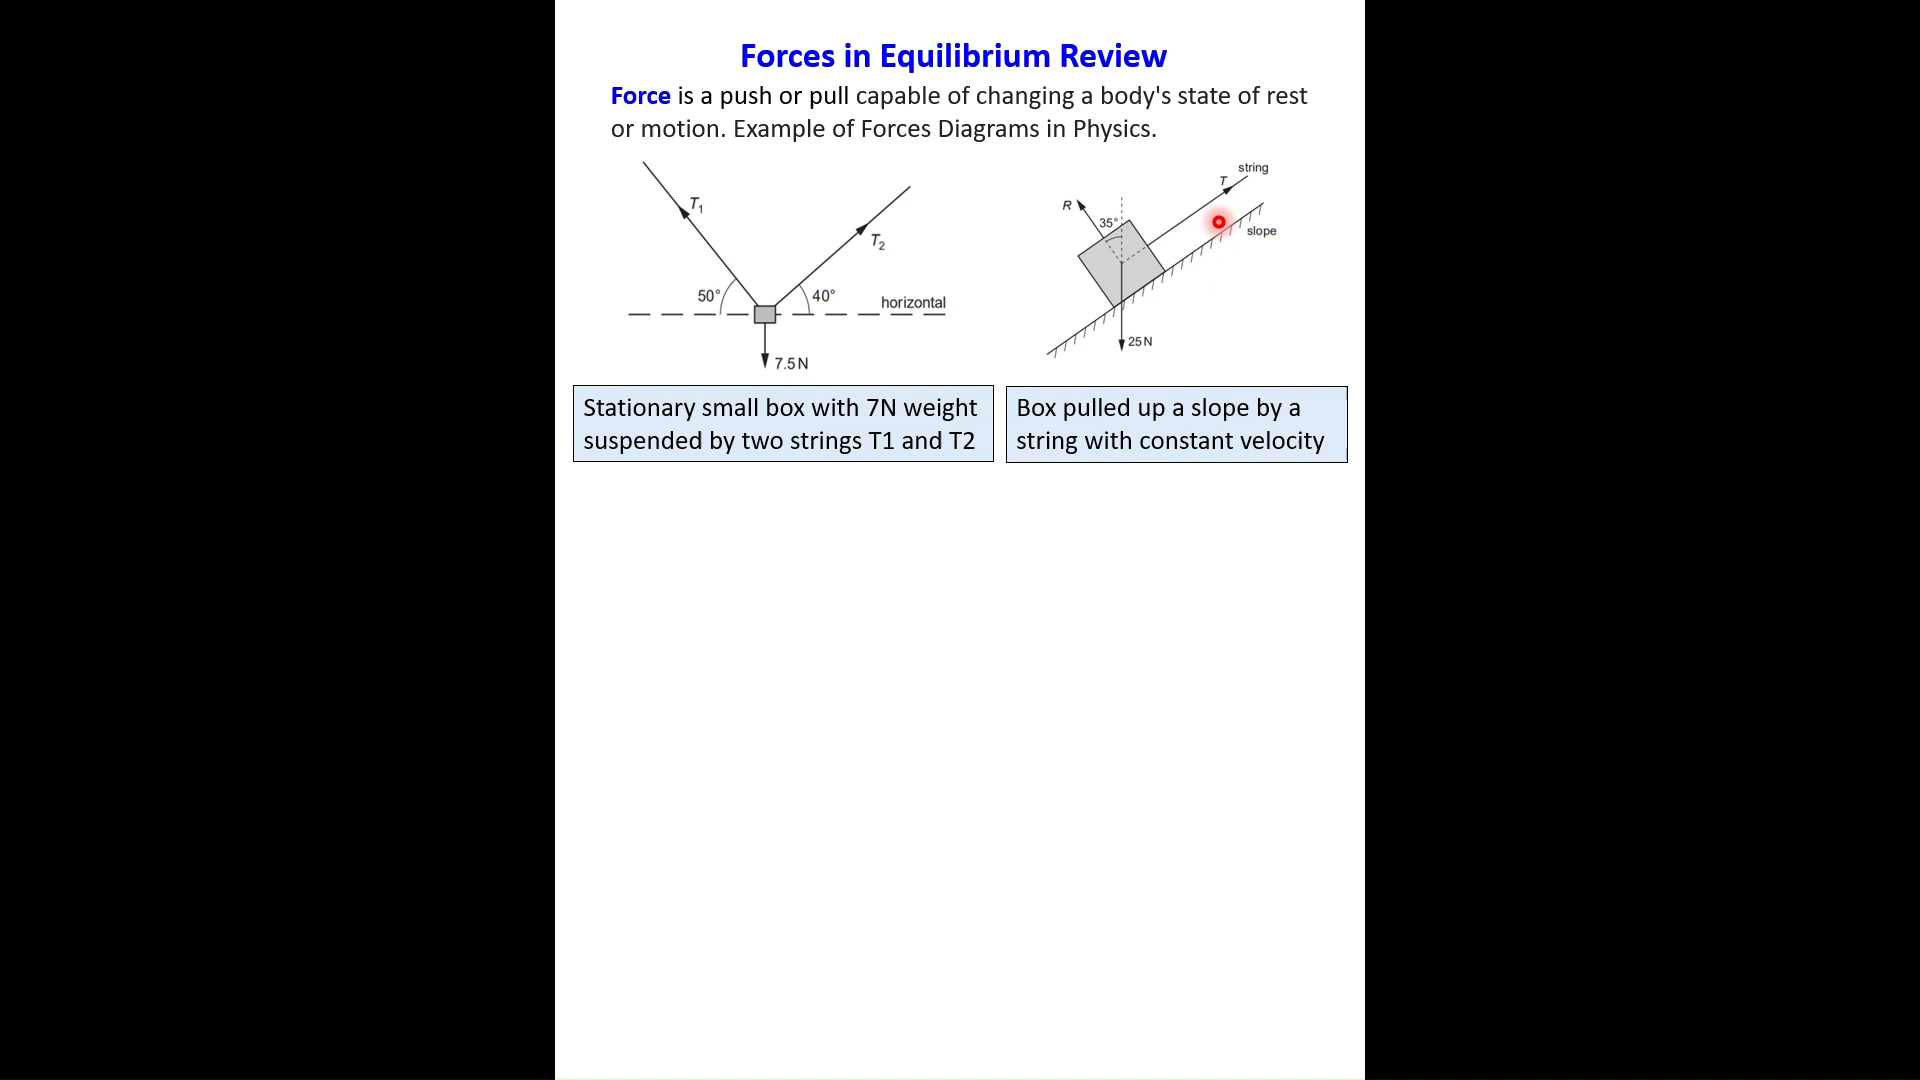 Forces in Equilibrium Review
Force is a push or pull capable of changing a body's state of rest
or motion. Example of Forces Diagrams in Physics.
T1
T2
50°
40°
horizontal
7.5 N
string
T
R
35°
slope
25 N
Stationary small box with 7N weight
suspended by two strings T1 and T2
Box pulled up a slope by a
string with constant velocity